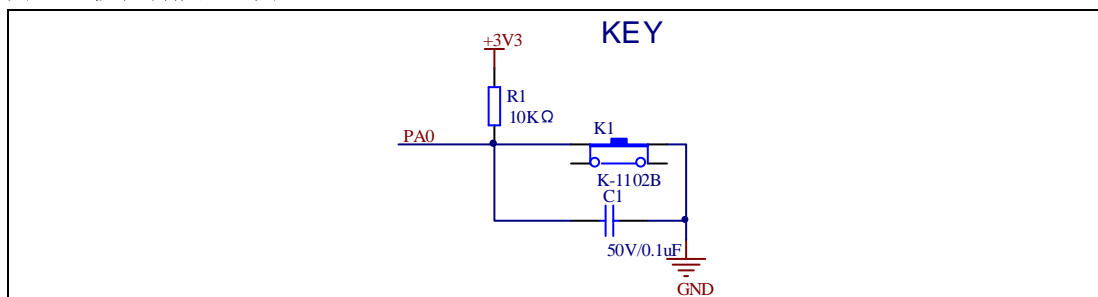 KEY
+3V3
R1
10KΩ
PA0
K1
K-1102B
C1
50V/0.1uF
GND